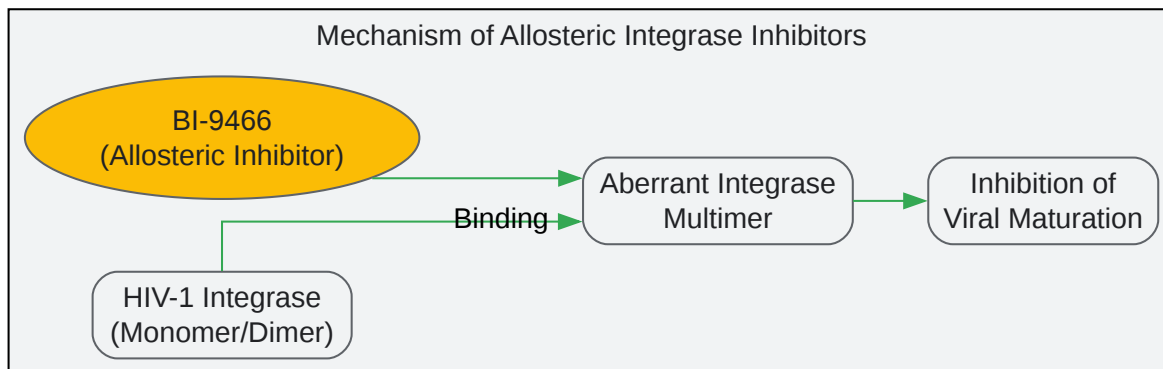 Mechanism of Allosteric Integrase Inhibitors
BI-9466
(Allosteric Inhibitor)
Binding
Aberrant Integrase
Multimer
Inhibition of
Viral Maturation
HIV-1 Integrase
(Monomer/Dimer)